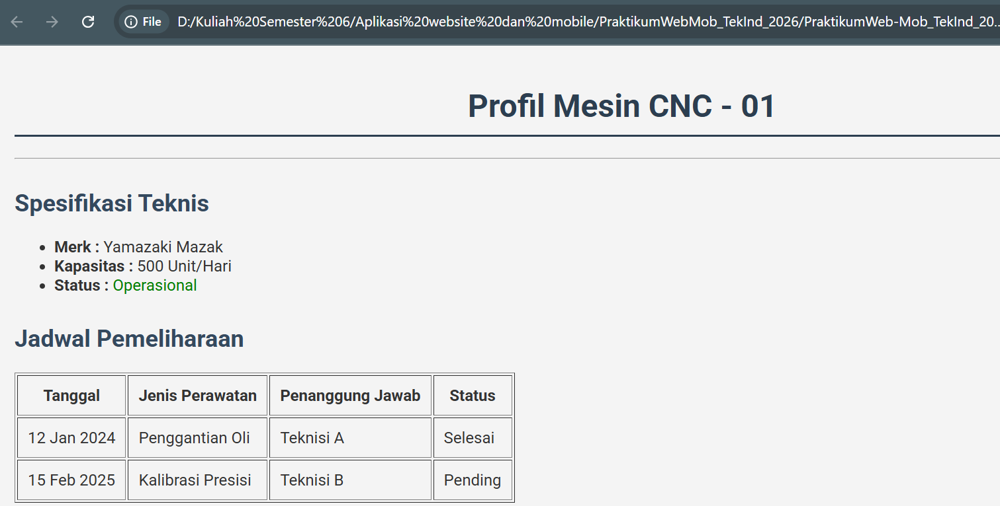 File D:/Kuliah%20Semester%206/Aplikasi%20website%20dan%20mobile/PraktikumWebMob_TekInd_2026/PraktikumWeb-Mob_TekInd_20...
Profil Mesin CNC - 01
Spesifikasi Teknis
• Merk : Yamazaki Mazak
• Kapasitas : 500 Unit/Hari
• Status : Operasional
Jadwal Pemeliharaan
Tanggal Jenis Perawatan Penanggung Jawab Status
12 Jan 2024 Penggantian Oli Teknisi A Selesai
15 Feb 2025 Kalibrasi Presisi Teknisi B Pending